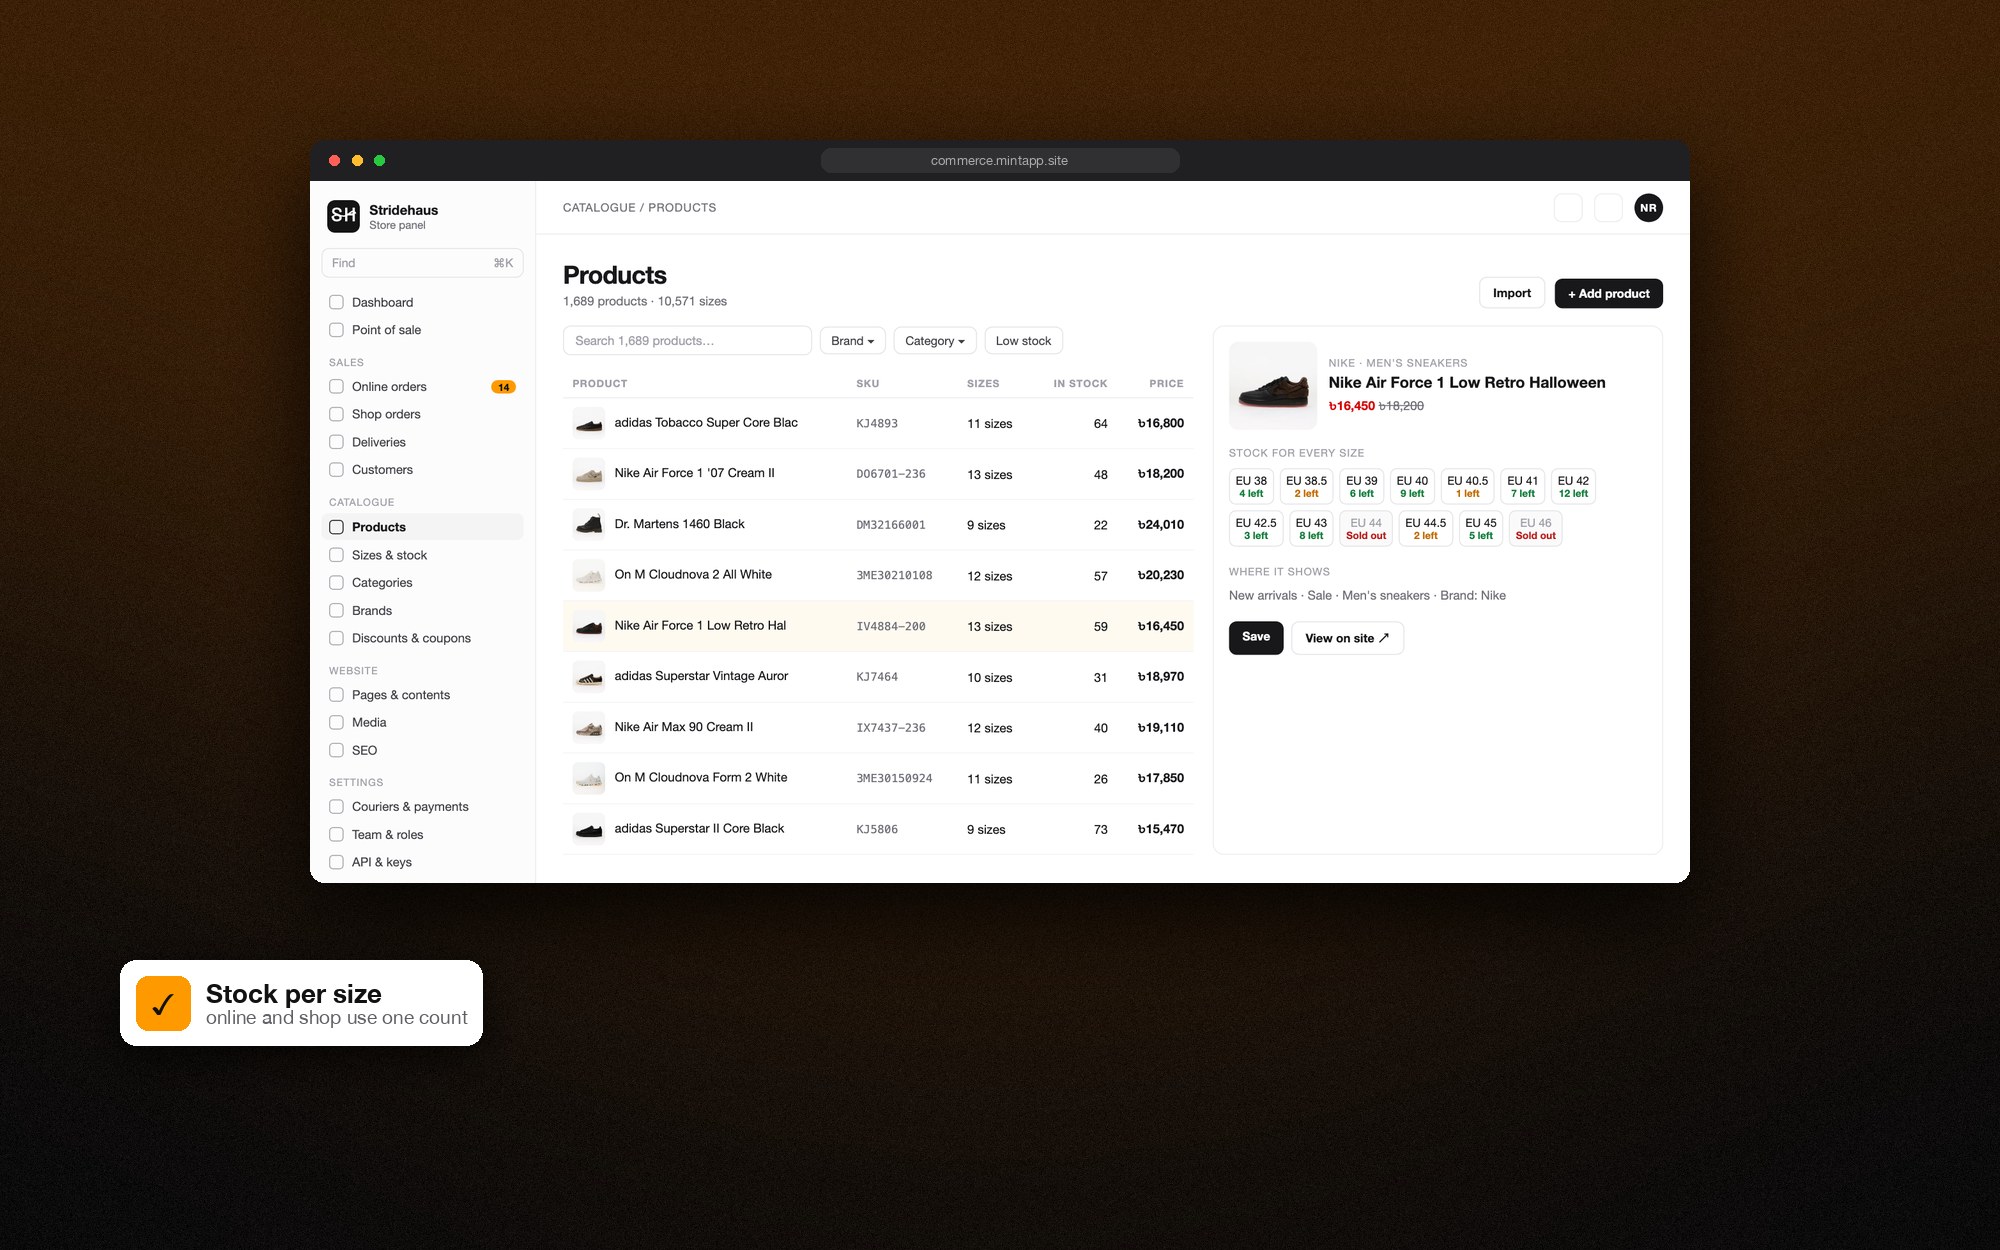 commerce.mintapp.site
SH
Stridehaus
Store panel
Find ⌘K
Dashboard
Point of sale
SALES
Online orders 14
Shop orders
Deliveries
Customers
CATALOGUE
Products
Sizes & stock
Categories
Brands
Discounts & coupons
WEBSITE
Pages & contents
Media
SEO
SETTINGS
Couriers & payments
Team & roles
API & keys
CATALOGUE / PRODUCTS
NR
Products
1,689 products · 10,571 sizes
Import
+ Add product
Search 1,689 products...
Brand ▾
Category ▾
Low stock
PRODUCT SKU SIZES IN STOCK PRICE
adidas Tobacco Super Core Blac KJ4893 11 sizes 64 ৳16,800
Nike Air Force 1 '07 Cream II DO6701-236 13 sizes 48 ৳18,200
Dr. Martens 1460 Black DM32166001 9 sizes 22 ৳24,010
On M Cloudnova 2 All White 3ME30210108 12 sizes 57 ৳20,230
Nike Air Force 1 Low Retro Hal IV4884-200 13 sizes 59 ৳16,450
adidas Superstar Vintage Auror KJ7464 10 sizes 31 ৳18,970
Nike Air Max 90 Cream II IX7437-236 12 sizes 40 ৳19,110
On M Cloudnova Form 2 White 3ME30150924 11 sizes 26 ৳17,850
adidas Superstar II Core Black KJ5806 9 sizes 73 ৳15,470
NIKE · MEN'S SNEAKERS
Nike Air Force 1 Low Retro Halloween
৳16,450 ৳18,200
STOCK FOR EVERY SIZE
EU 38 EU 38.5 EU 39 EU 40 EU 40.5 EU 41 EU 42
4 left 2 left 6 left 9 left 1 left 7 left 12 left
EU 42.5 EU 43 EU 44 EU 44.5 EU 45 EU 46
3 left 8 left Sold out 2 left 5 left Sold out
WHERE IT SHOWS
New arrivals · Sale · Men's sneakers · Brand: Nike
Save
View on site ↗
✓
Stock per size
online and shop use one count